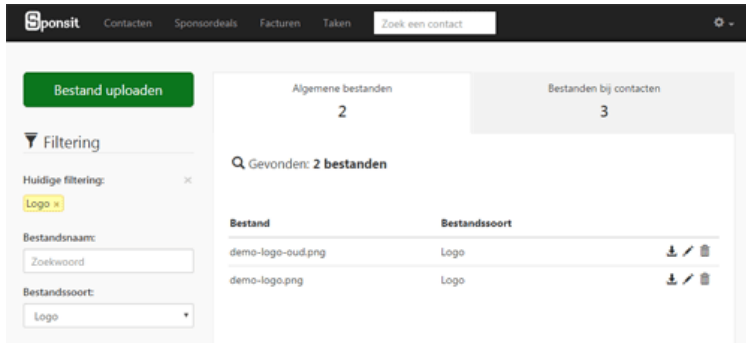 Sponsit Contacten Sponsordeals Facturen Taken Zoek een contact
Bestand uploaden
Algemene bestanden
2
Bestanden bij contacten
3
Filtering
Huidige filtering: ×
Logo ×
Bestandsnaam:
Zoekwoord
Bestandssoort:
Logo
Gevonden: 2 bestanden
Bestand Bestandssoort
demo-logo-oud.png Logo
demo-logo.png Logo